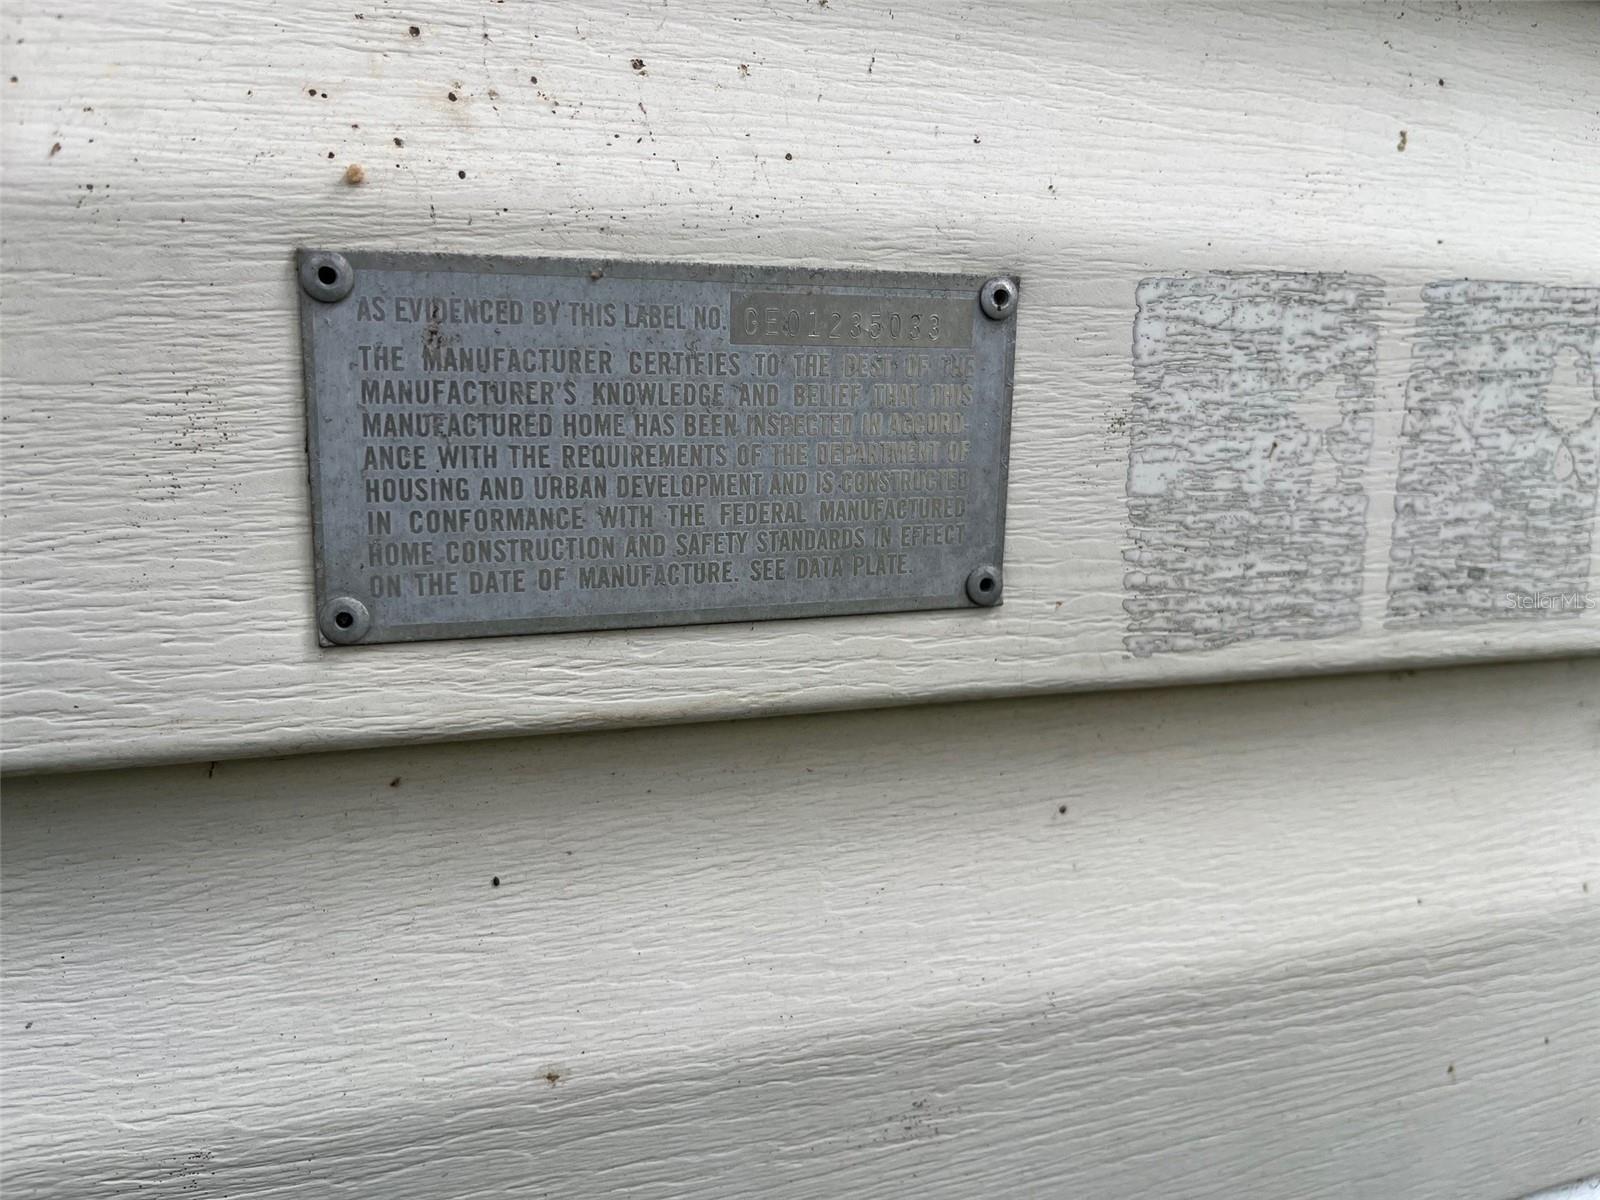 AS EVIDENCED BY THIS LABEL NO. GEO1235033
THE MANUFACTURER CERTIFIES TO THE BEST OF THE
MANUFACTURER'S KNOWLEDGE AND BELIEF THAT THIS
MANUFACTURED HOME HAS BEEN INSPECTED IN ACCORD-
ANCE WITH THE REQUIREMENTS OF THE DEPARTMENT OF
HOUSING AND URBAN DEVELOPMENT AND IS CONSTRUCTED
IN CONFORMANCE WITH THE FEDERAL MANUFACTURED
HOME CONSTRUCTION AND SAFETY STANDARDS IN EFFECT
ON THE DATE OF MANUFACTURE. SEE DATA PLATE.
StellarMLS